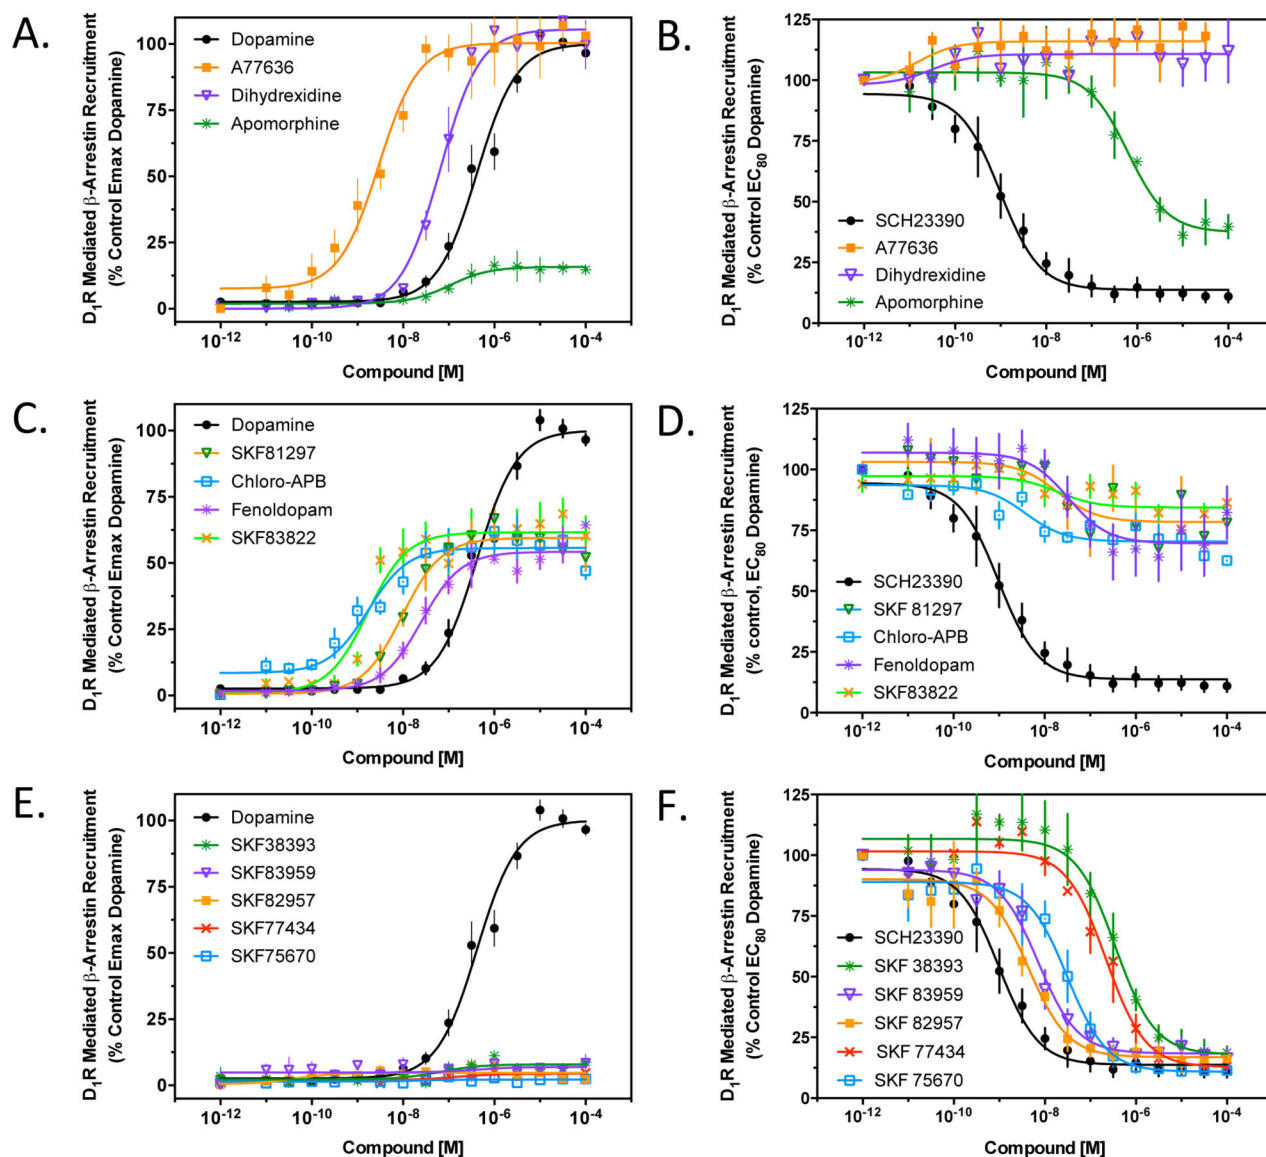 A.
D₁R Mediated β-Arrestin Recruitment
(% Control Emax Dopamine)
100
75
50
25
0
Dopamine
A77636
Dihydrexidine
Apomorphine
10⁻¹² 10⁻¹⁰ 10⁻⁸ 10⁻⁶ 10⁻⁴
Compound [M]
B.
D₁R Mediated β-Arrestin Recruitment
(% Control EC₈₀ Dopamine)
125
100
75
50
25
0
SCH23390
A77636
Dihydrexidine
Apomorphine
10⁻¹² 10⁻¹⁰ 10⁻⁸ 10⁻⁶ 10⁻⁴
Compound [M]
C.
D₁R Mediated β-Arrestin Recruitment
(% Control Emax Dopamine)
100
75
50
25
0
Dopamine
SKF81297
Chloro-APB
Fenoldopam
SKF83822
10⁻¹² 10⁻¹⁰ 10⁻⁸ 10⁻⁶ 10⁻⁴
Compound [M]
D.
D₁R Mediated β-Arrestin Recruitment
(% control, EC₈₀ Dopamine)
125
100
75
50
25
0
SCH23390
SKF 81297
Chloro-APB
Fenoldopam
SKF83822
10⁻¹² 10⁻¹⁰ 10⁻⁸ 10⁻⁶ 10⁻⁴
Compound [M]
E.
D₁R Mediated β-Arrestin Recruitment
(% Control Emax Dopamine)
100
75
50
25
0
Dopamine
SKF38393
SKF83959
SKF82957
SKF77434
SKF75670
10⁻¹² 10⁻¹⁰ 10⁻⁸ 10⁻⁶ 10⁻⁴
Compound [M]
F.
D₁R Mediated β-Arrestin Recruitment
(% Control EC₈₀ Dopamine)
125
100
75
50
25
0
SCH23390
SKF 38393
SKF 83959
SKF 82957
SKF 77434
SKF 75670
10⁻¹² 10⁻¹⁰ 10⁻⁸ 10⁻⁶ 10⁻⁴
Compound [M]